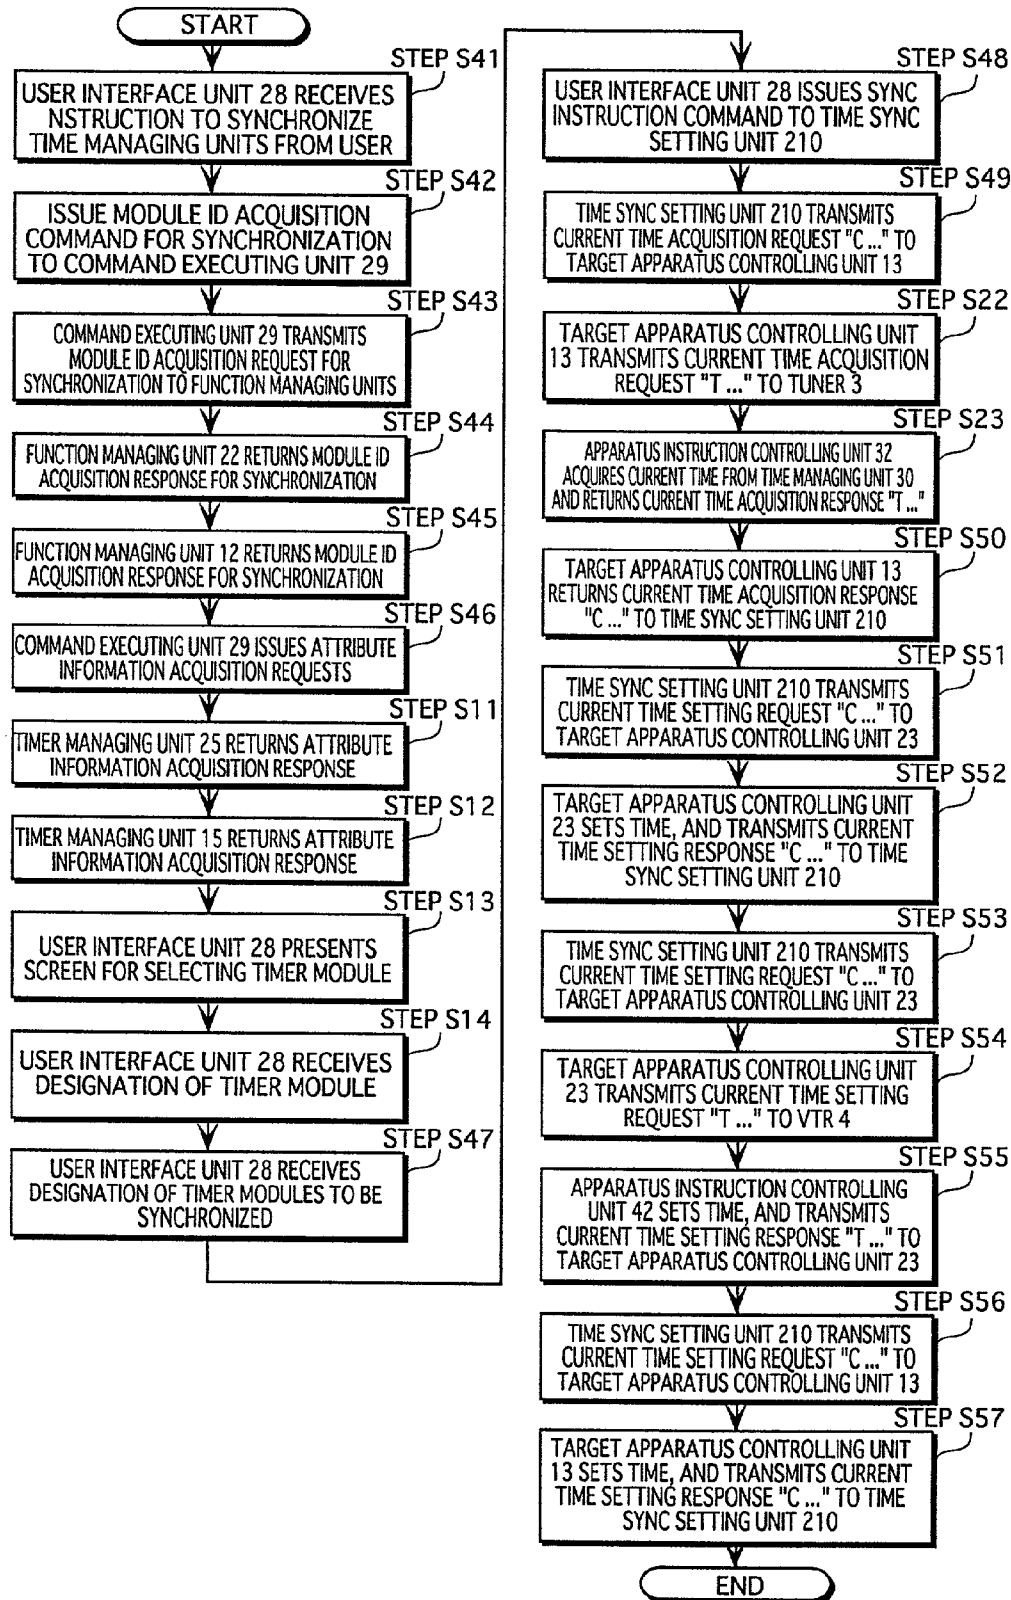 START
STEP S41
USER INTERFACE UNIT 28 RECEIVES
NSTRUCTION TO SYNCHRONIZE
TIME MANAGING UNITS FROM USER
STEP S42
ISSUE MODULE ID ACQUISITION
COMMAND FOR SYNCHRONIZATION
TO COMMAND EXECUTING UNIT 29
STEP S43
COMMAND EXECUTING UNIT 29 TRANSMITS
MODULE ID ACQUISITION REQUEST FOR
SYNCHRONIZATION TO FUNCTION MANAGING UNITS
STEP S44
FUNCTION MANAGING UNIT 22 RETURNS MODULE ID
ACQUISITION RESPONSE FOR SYNCHRONIZATION
STEP S45
FUNCTION MANAGING UNIT 12 RETURNS MODULE ID
ACQUISITION RESPONSE FOR SYNCHRONIZATION
STEP S46
COMMAND EXECUTING UNIT 29 ISSUES ATTRIBUTE
INFORMATION ACQUISITION REQUESTS
STEP S11
TIMER MANAGING UNIT 25 RETURNS ATTRIBUTE
INFORMATION ACQUISITION RESPONSE
STEP S12
TIMER MANAGING UNIT 15 RETURNS ATTRIBUTE
INFORMATION ACQUISITION RESPONSE
STEP S13
USER INTERFACE UNIT 28 PRESENTS
SCREEN FOR SELECTING TIMER MODULE
STEP S14
USER INTERFACE UNIT 28 RECEIVES
DESIGNATION OF TIMER MODULE
STEP S47
USER INTERFACE UNIT 28 RECEIVES
DESIGNATION OF TIMER MODULES TO BE
SYNCHRONIZED
STEP S48
USER INTERFACE UNIT 28 ISSUES SYNC
INSTRUCTION COMMAND TO TIME SYNC
SETTING UNIT 210
STEP S49
TIME SYNC SETTING UNIT 210 TRANSMITS
CURRENT TIME ACQUISITION REQUEST "C ..." TO
TARGET APPARATUS CONTROLLING UNIT 13
STEP S22
TARGET APPARATUS CONTROLLING UNIT
13 TRANSMITS CURRENT TIME ACQUISITION
REQUEST "T ..." TO TUNER 3
STEP S23
APPARATUS INSTRUCTION CONTROLLING UNIT 32
ACQUIRES CURRENT TIME FROM TIME MANAGING UNIT 30
AND RETURNS CURRENT TIME ACQUISITION RESPONSE "T ..."
STEP S50
TARGET APPARATUS CONTROLLING UNIT 13
RETURNS CURRENT TIME ACQUISITION RESPONSE
"C ..." TO TIME SYNC SETTING UNIT 210
STEP S51
TIME SYNC SETTING UNIT 210 TRANSMITS
CURRENT TIME SETTING REQUEST "C ..." TO
TARGET APPARATUS CONTROLLING UNIT 23
STEP S52
TARGET APPARATUS CONTROLLING UNIT
23 SETS TIME, AND TRANSMITS CURRENT
TIME SETTING RESPONSE "C ..." TO TIME
SYNC SETTING UNIT 210
STEP S53
TIME SYNC SETTING UNIT 210 TRANSMITS
CURRENT TIME SETTING REQUEST "C ..." TO
TARGET APPARATUS CONTROLLING UNIT 23
STEP S54
TARGET APPARATUS CONTROLLING UNIT
23 TRANSMITS CURRENT TIME SETTING
REQUEST "T ..." TO VTR 4
STEP S55
APPARATUS INSTRUCTION CONTROLLING
UNIT 42 SETS TIME, AND TRANSMITS
CURRENT TIME SETTING RESPONSE "T ..." TO
TARGET APPARATUS CONTROLLING UNIT 23
STEP S56
TIME SYNC SETTING UNIT 210 TRANSMITS
CURRENT TIME SETTING REQUEST "C ..." TO
TARGET APPARATUS CONTROLLING UNIT 13
STEP S57
TARGET APPARATUS CONTROLLING UNIT
13 SETS TIME, AND TRANSMITS CURRENT
TIME SETTING RESPONSE "C ..." TO TIME
SYNC SETTING UNIT 210
END